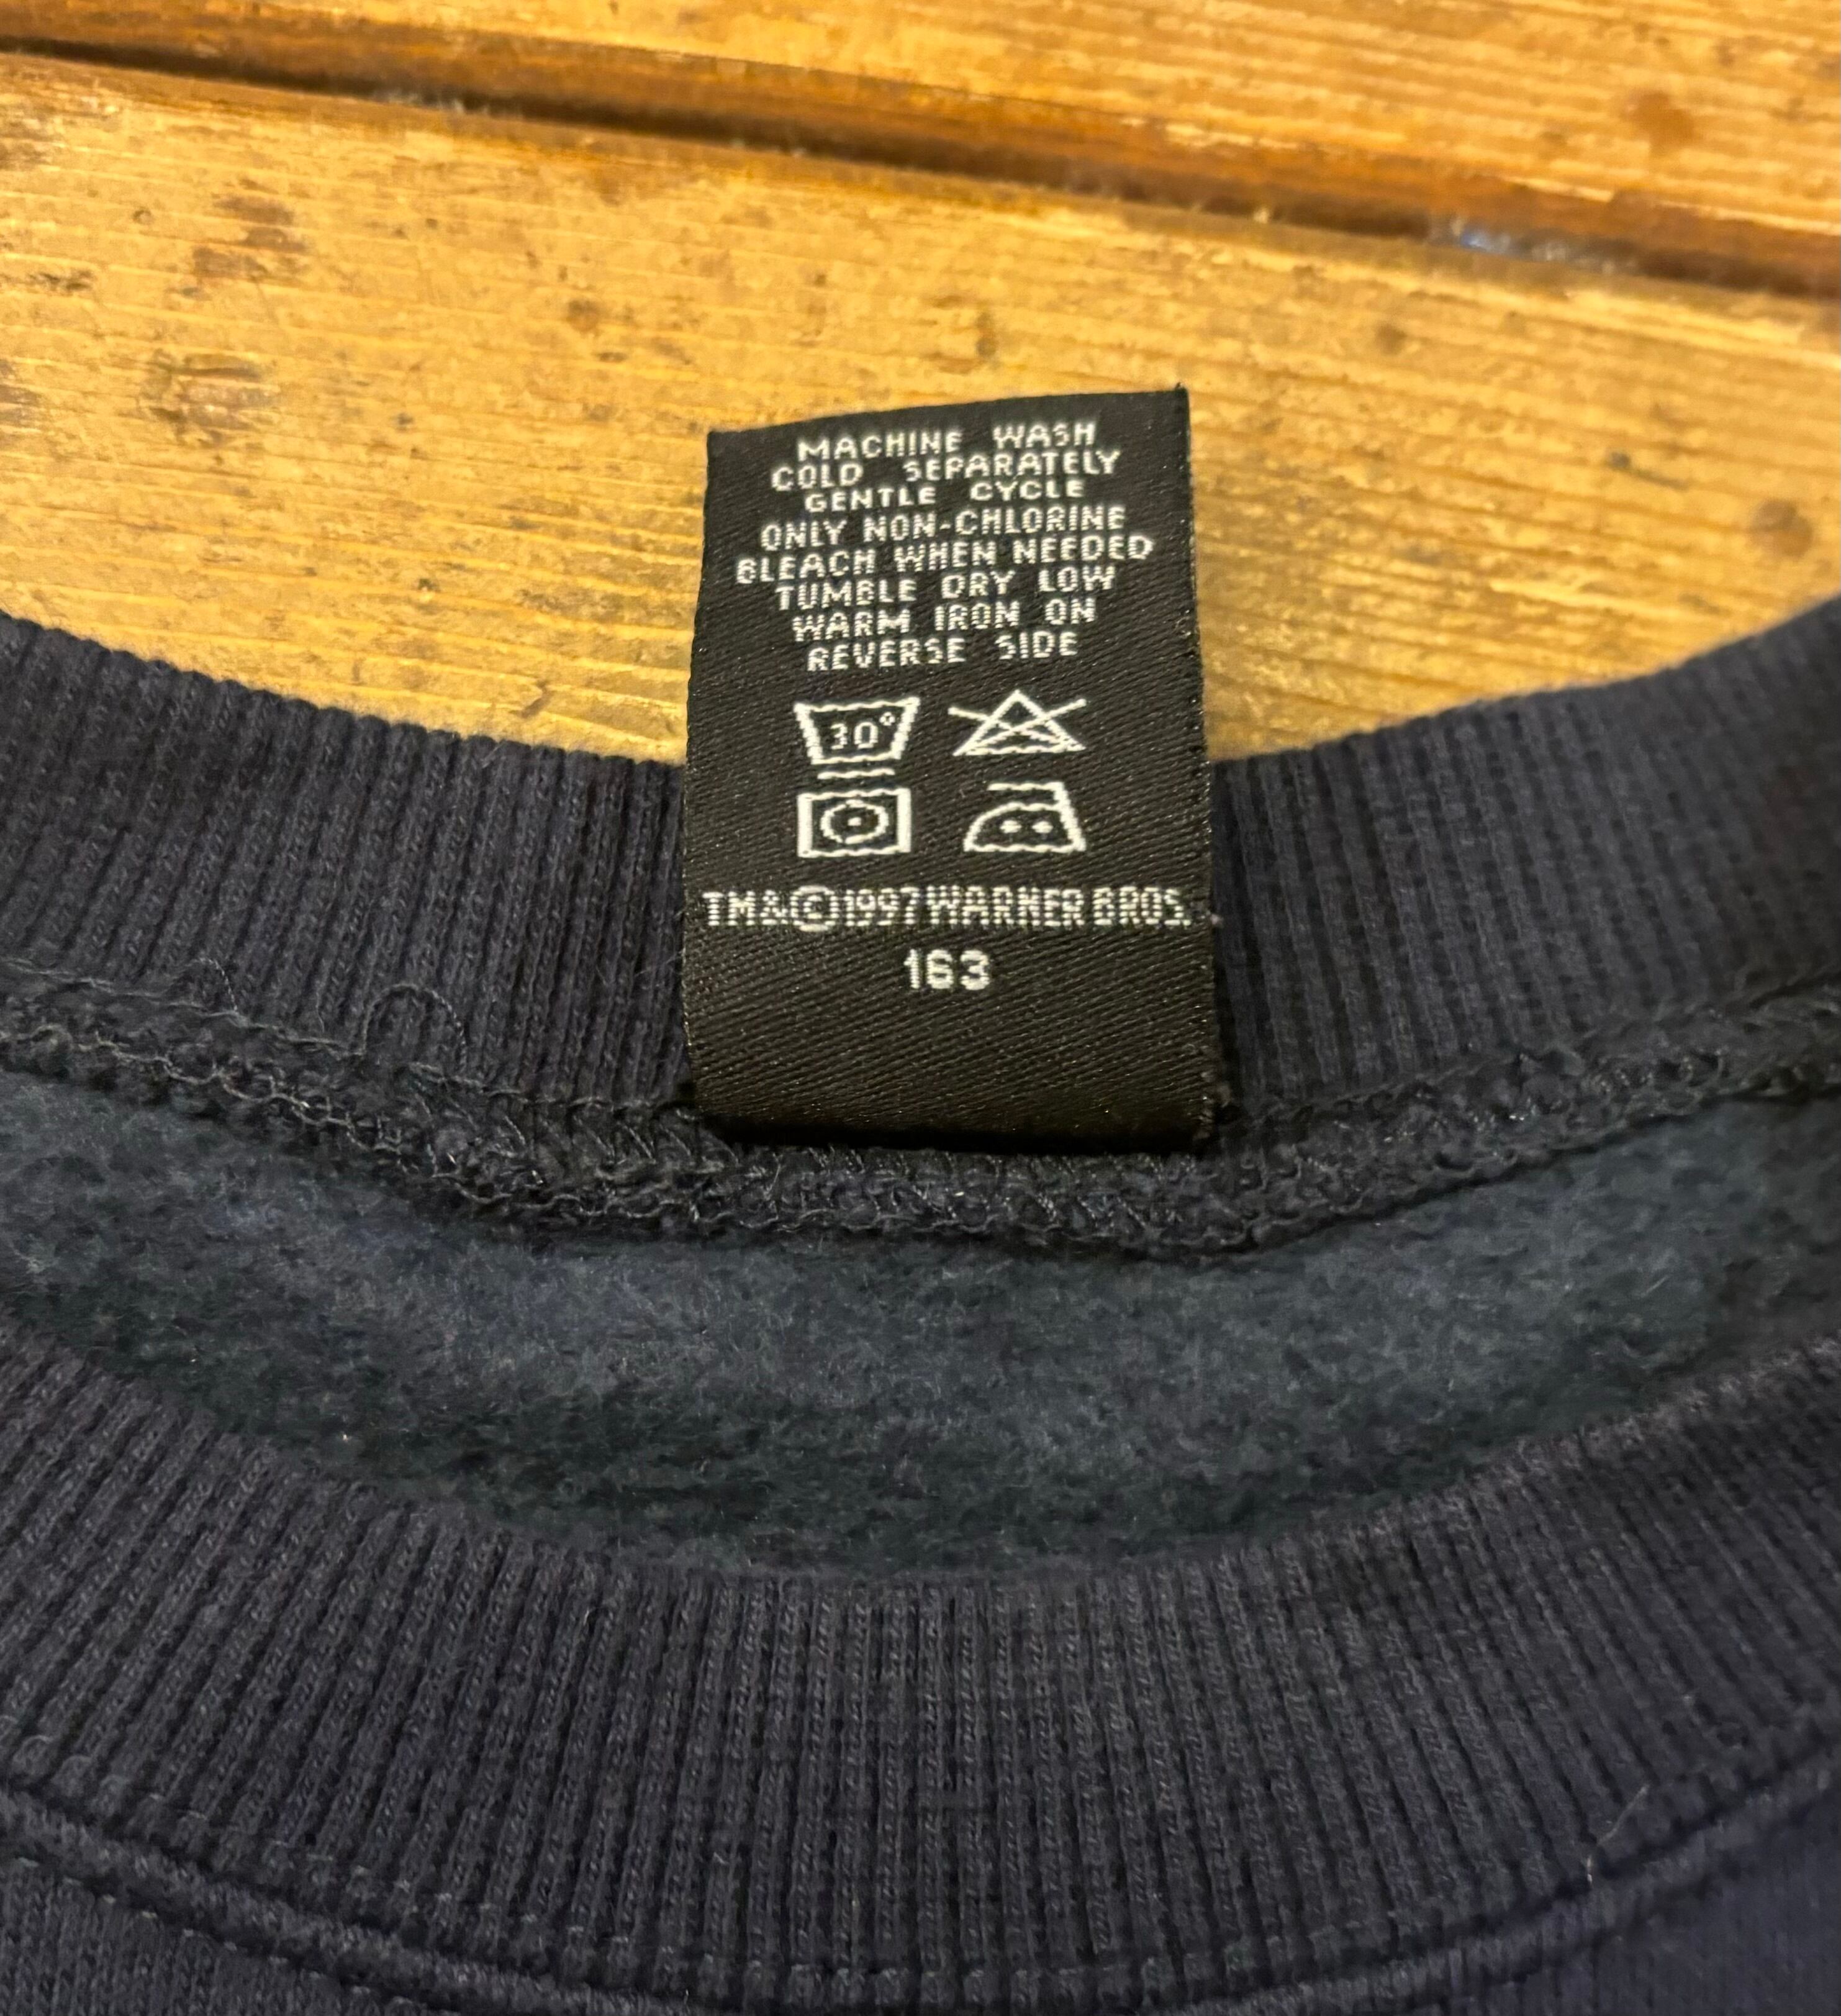 MACHINE WASH
COLD SEPARATELY
GENTLE CYCLE
ONLY NON-CHLORINE
BLEACH WHEN NEEDED
TUMBLE DRY LOW
WARM IRON ON
REVERSE SIDE
30°
TM&©1997 WARNER BROS.
163